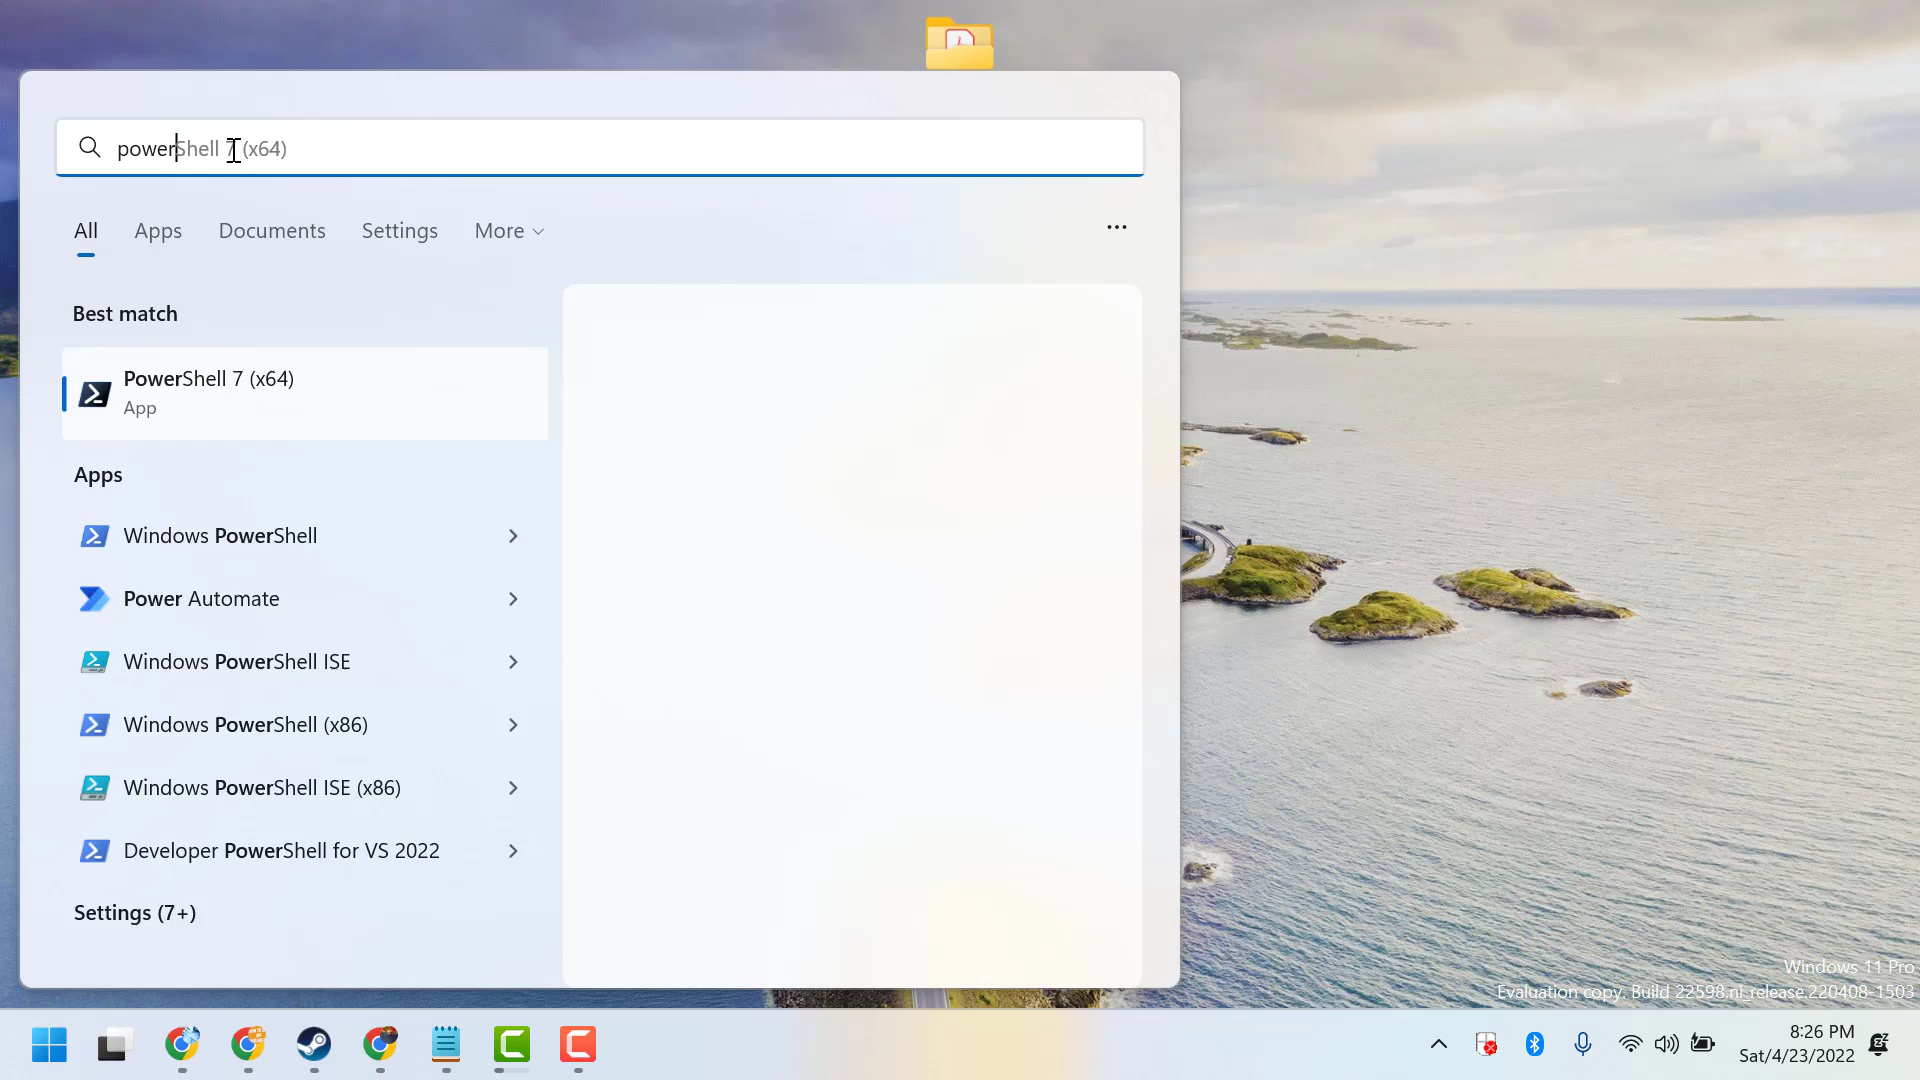 powerShell 7 (x64)
All Apps Documents Settings More
Best match
PowerShell 7 (x64)
App
Apps
Windows PowerShell
Power Automate
Windows PowerShell ISE
Windows PowerShell (x86)
Windows PowerShell ISE (x86)
Developer PowerShell for VS 2022
Settings (7+)
Windows 11 Pro
Evaluation copy. Build 22598.ni_release.220408-1503
8:26 PM
Sat/4/23/2022